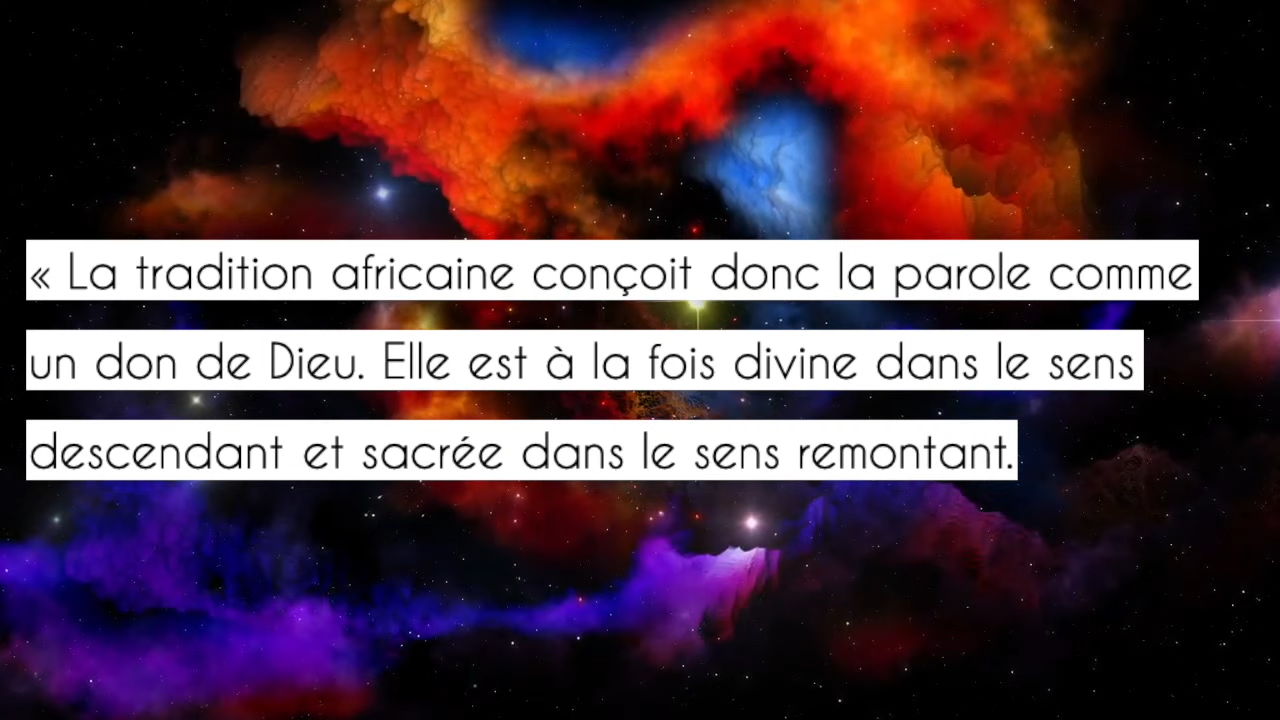 « La tradition africaine conçoit donc la parole comme
un don de Dieu. Elle est à la fois divine dans le sens
descendant et sacrée dans le sens remontant.